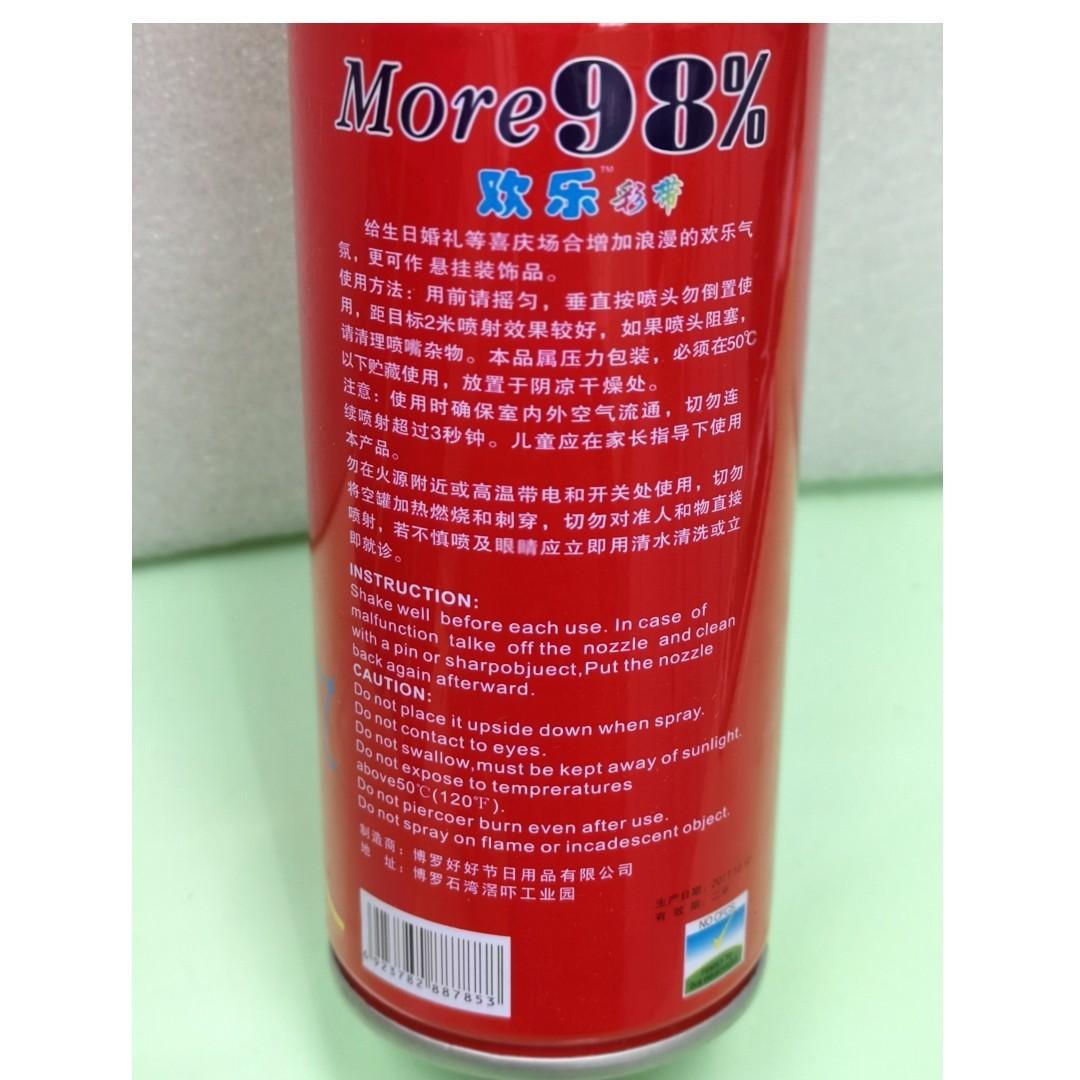 More98%
欢乐™彩带
给生日婚礼等喜庆场合增加浪漫的欢乐气
氛，更可作 悬挂装饰品。
使用方法：用前请摇匀，垂直按喷头勿倒置使
用，距目标2米喷射效果较好，如果喷头阻塞，
请清理喷嘴杂物。本品属压力包装，必须在50℃
以下贮藏使用，放置于阴凉干燥处。
注意：使用时确保室内外空气流通，切勿连
续喷射超过3秒钟。儿童应在家长指导下使用
本产品。
勿在火源附近或高温带电和开关处使用，切勿
将空罐加热燃烧和刺穿，切勿对准人和物直接
喷射，若不慎喷及眼睛应立即用清水清洗或立
即就诊。
INSTRUCTION:
Shake well before each use. In case of
malfunction talke off the nozzle and clean
with a pin or sharpobjuect,Put the nozzle
back again afterward.
CAUTION:
Do not place it upside down when spray.
Do not contact to eyes.
Do not swallow,must be kept away of sunlight.
Do not expose to tempreratures
above50℃(120℉).
Do not piercoer burn even after use.
Do not spray on flame or incadescent object.
制造商：博罗好好节日用品有限公司
地 址：博罗石湾滘吓工业园
生产日期：
有效期：二年
NO.CFCS
6 923782 887853